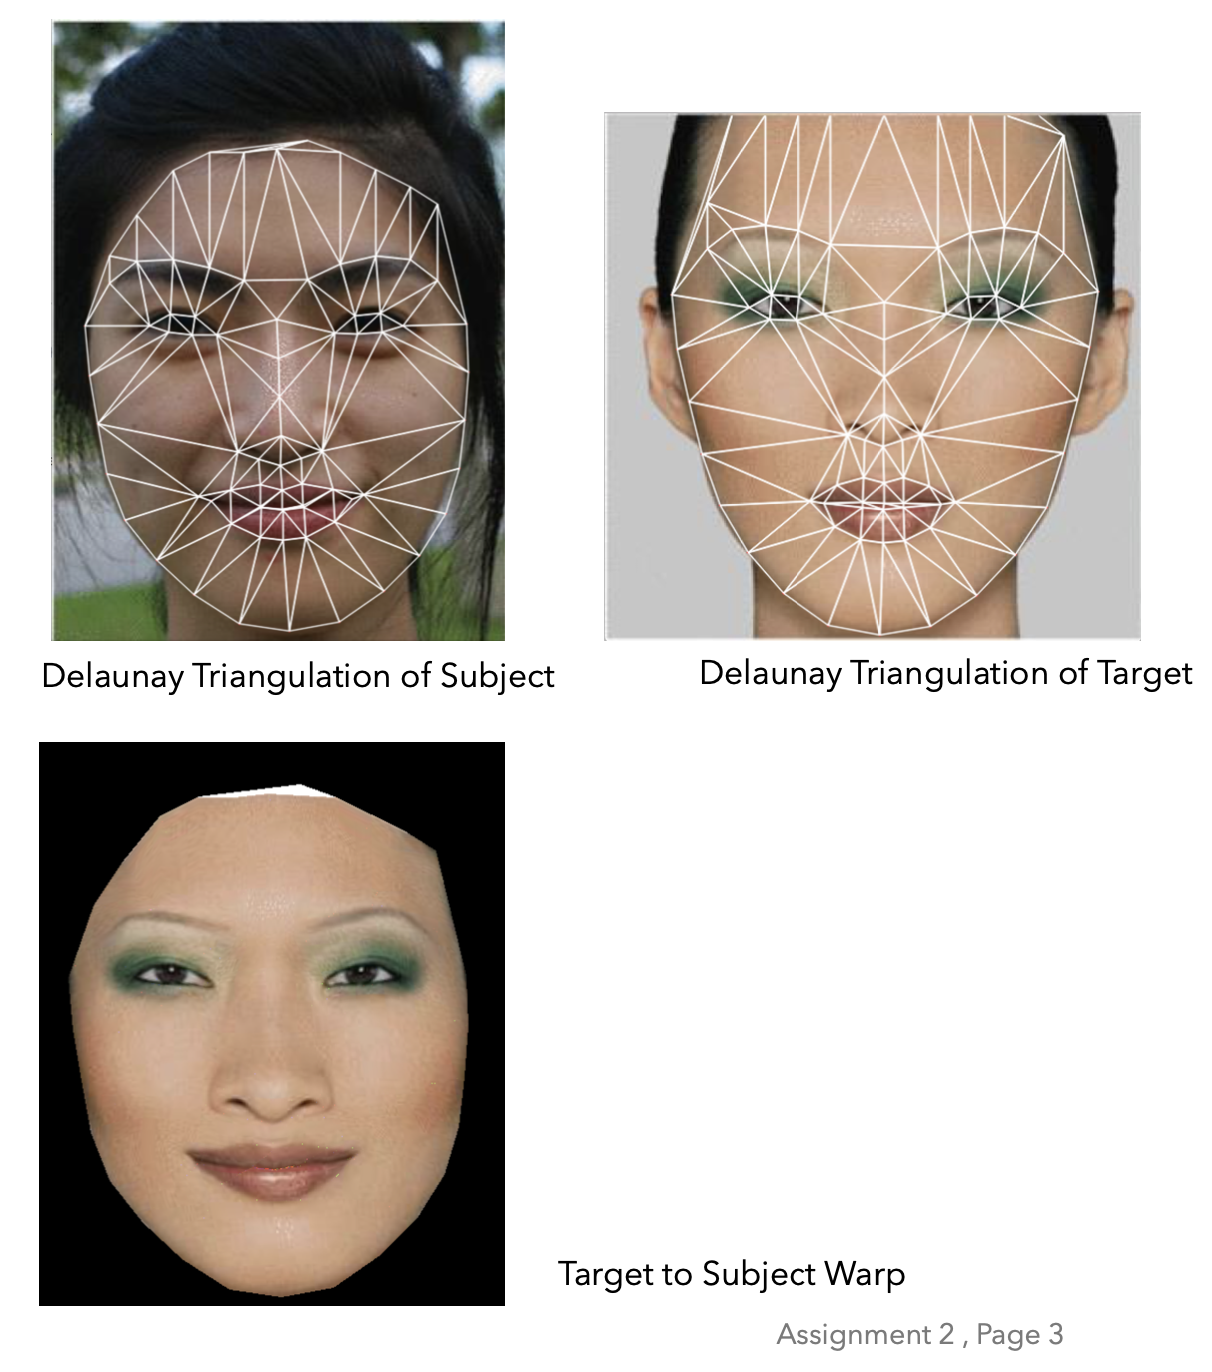 Delaunay Triangulation of Subject
Delaunay Triangulation of Target
Target to Subject Warp
Assignment 2 , Page 3